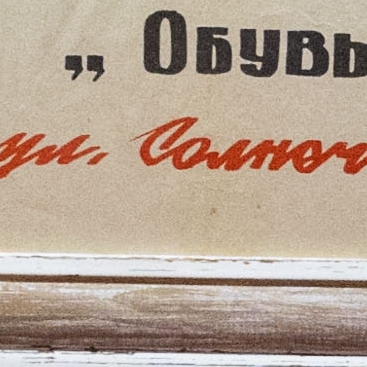 „ Обувь
ул. Солнеч